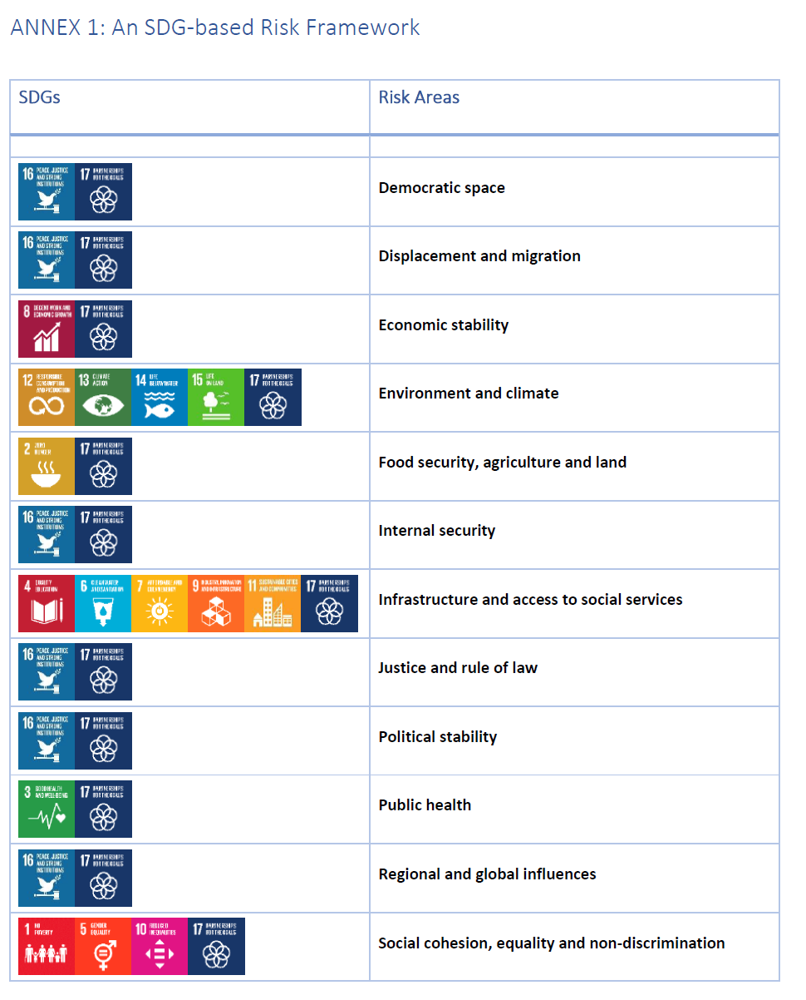 ANNEX 1: An SDG-based Risk Framework
SDGs
Risk Areas
16 PEACE, JUSTICE
AND STRONG
INSTITUTIONS
17 PARTNERSHIPS
FOR THE GOALS
Democratic space
16 PEACE, JUSTICE
AND STRONG
INSTITUTIONS
17 PARTNERSHIPS
FOR THE GOALS
Displacement and migration
8 DECENT WORK AND
ECONOMIC GROWTH
17 PARTNERSHIPS
FOR THE GOALS
Economic stability
12 RESPONSIBLE
CONSUMPTION
AND PRODUCTION
13 CLIMATE
ACTION
14 LIFE
BELOW WATER
15 LIFE
ON LAND
17 PARTNERSHIPS
FOR THE GOALS
Environment and climate
2 ZERO
HUNGER
17 PARTNERSHIPS
FOR THE GOALS
Food security, agriculture and land
16 PEACE, JUSTICE
AND STRONG
INSTITUTIONS
17 PARTNERSHIPS
FOR THE GOALS
Internal security
4 QUALITY
EDUCATION
6 CLEAN WATER
AND SANITATION
7 AFFORDABLE AND
CLEAN ENERGY
9 INDUSTRY, INNOVATION
AND INFRASTRUCTURE
11 SUSTAINABLE CITIES
AND COMMUNITIES
17 PARTNERSHIPS
FOR THE GOALS
Infrastructure and access to social services
16 PEACE, JUSTICE
AND STRONG
INSTITUTIONS
17 PARTNERSHIPS
FOR THE GOALS
Justice and rule of law
16 PEACE, JUSTICE
AND STRONG
INSTITUTIONS
17 PARTNERSHIPS
FOR THE GOALS
Political stability
3 GOOD HEALTH
AND WELL-BEING
17 PARTNERSHIPS
FOR THE GOALS
Public health
16 PEACE, JUSTICE
AND STRONG
INSTITUTIONS
17 PARTNERSHIPS
FOR THE GOALS
Regional and global influences
1 NO
POVERTY
5 GENDER
EQUALITY
10 REDUCED
INEQUALITIES
17 PARTNERSHIPS
FOR THE GOALS
Social cohesion, equality and non-discrimination